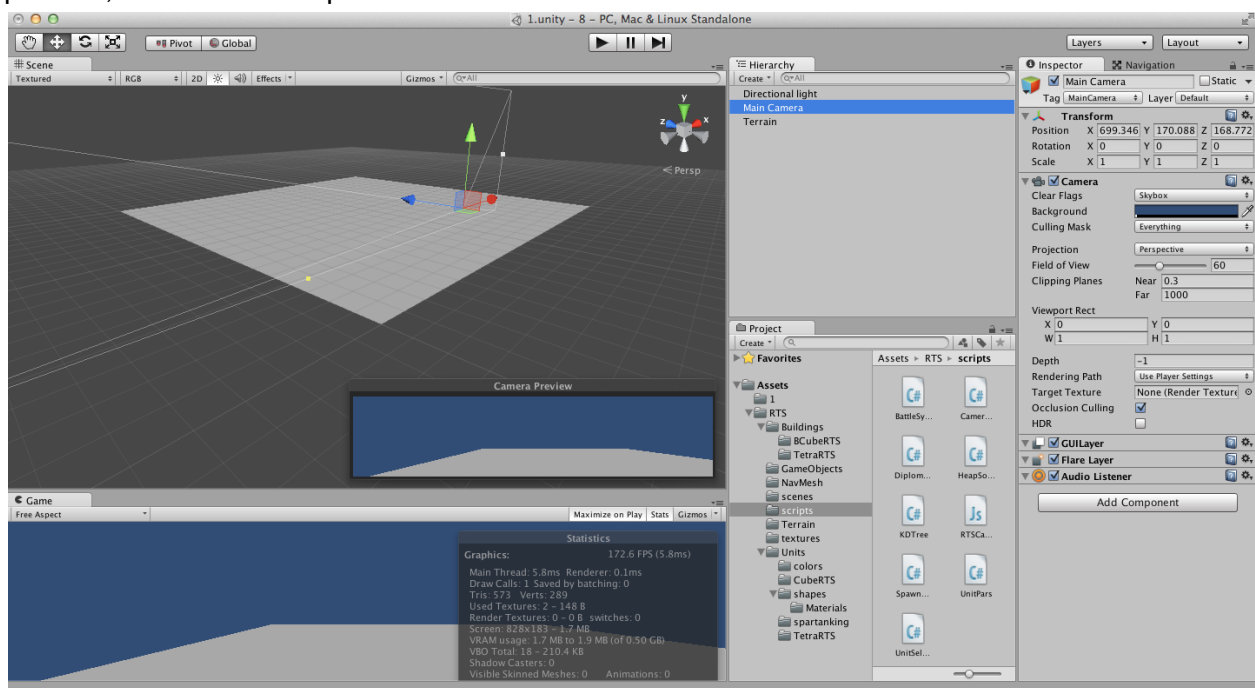 1.unity – 8 – PC, Mac & Linux Standalone
Pivot Global
Layers Layout
Scene
Textured RGB 2D Effects Gizmos All
y
z x
Persp
Camera Preview
Game
Free Aspect Maximize on Play Stats Gizmos
Statistics
Graphics: 172.6 FPS (5.8ms)
Main Thread: 5.8ms Renderer: 0.1ms
Draw Calls: 1 Saved by batching: 0
Tris: 573 Verts: 289
Used Textures: 2 – 148 B
Render Textures: 0 – 0 B switches: 0
Screen: 828x183 – 1.7 MB
VRAM usage: 1.7 MB to 1.9 MB (of 0.50 GB)
VBO Total: 18 – 210.4 KB
Shadow Casters: 0
Visible Skinned Meshes: 0 Animations: 0
Hierarchy
Create All
Directional light
Main Camera
Terrain
Project
Create
Favorites
Assets
1
RTS
Buildings
BCubeRTS
TetraRTS
GameObjects
NavMesh
scenes
scripts
Terrain
textures
Units
colors
CubeRTS
shapes
Materials
spartanking
TetraRTS
Assets RTS scripts
C# C#
BattleSy... Camer...
C# C#
Diplom... HeapSo...
C# Js
KDTree RTSCa...
C# C#
Spawn... UnitPars
C#
UnitSel...
Inspector Navigation
Main Camera Static
Tag MainCamera Layer Default
Transform
Position X 699.346 Y 170.088 Z 168.772
Rotation X 0 Y 0 Z 0
Scale X 1 Y 1 Z 1
Camera
Clear Flags Skybox
Background
Culling Mask Everything
Projection Perspective
Field of View 60
Clipping Planes Near 0.3
Far 1000
Viewport Rect
X 0 Y 0
W 1 H 1
Depth -1
Rendering Path Use Player Settings
Target Texture None (Render Texture
Occlusion Culling
HDR
GUILayer
Flare Layer
Audio Listener
Add Component